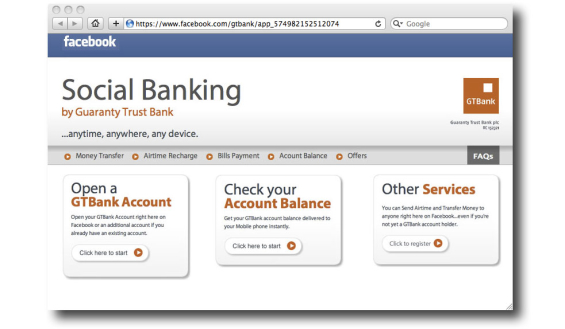 https://www.facebook.com/gtbank/app_574982152512074
Google
facebook
Social Banking
by Guaranty Trust Bank
...anytime, anywhere, any device.
GTBank
Guaranty Trust Bank plc
Money Transfer Airtime Recharge Bills Payment Acount Balance Offers FAQs
Open a
GTBank Account
Open your GTBank Account right here on
Facebook or an additional account if you
already have an existing account.
Click here to start
Check your
Account Balance
Get your GTBank account balance delivered to
your Mobile phone instantly.
Click here to start
Other Services
You can Send Airtime and Transfer Money to
anyone right here on Facebook...even if you're
not yet a GTBank account holder.
Click to register